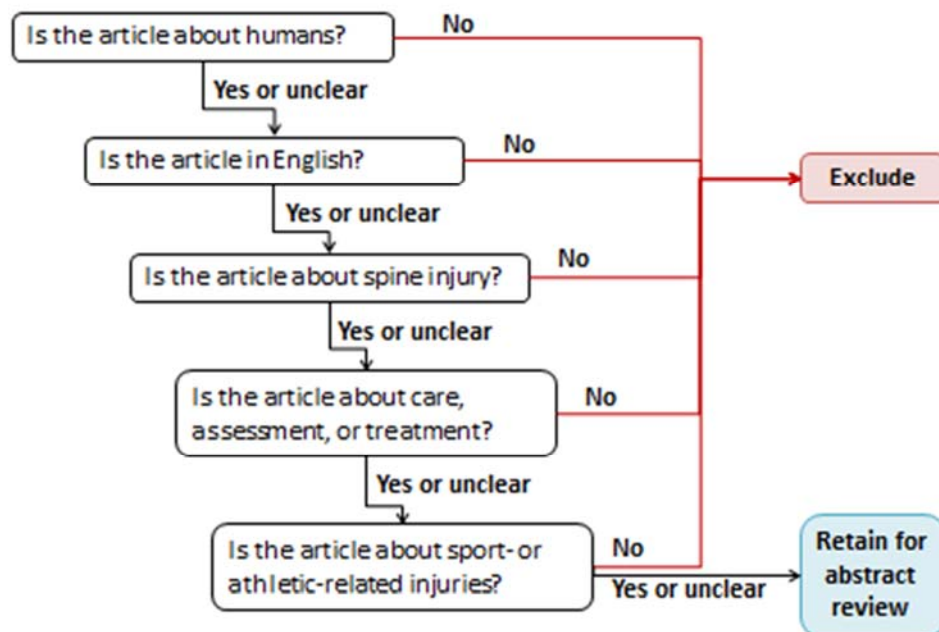 Is the article about humans?
No
Yes or unclear
Is the article in English?
No
Exclude
Yes or unclear
Is the article about spine injury?
No
Yes or unclear
Is the article about care,
assessment, or treatment?
No
Yes or unclear
Is the article about sport- or
athletic-related injuries?
No
Yes or unclear
Retain for
abstract
review